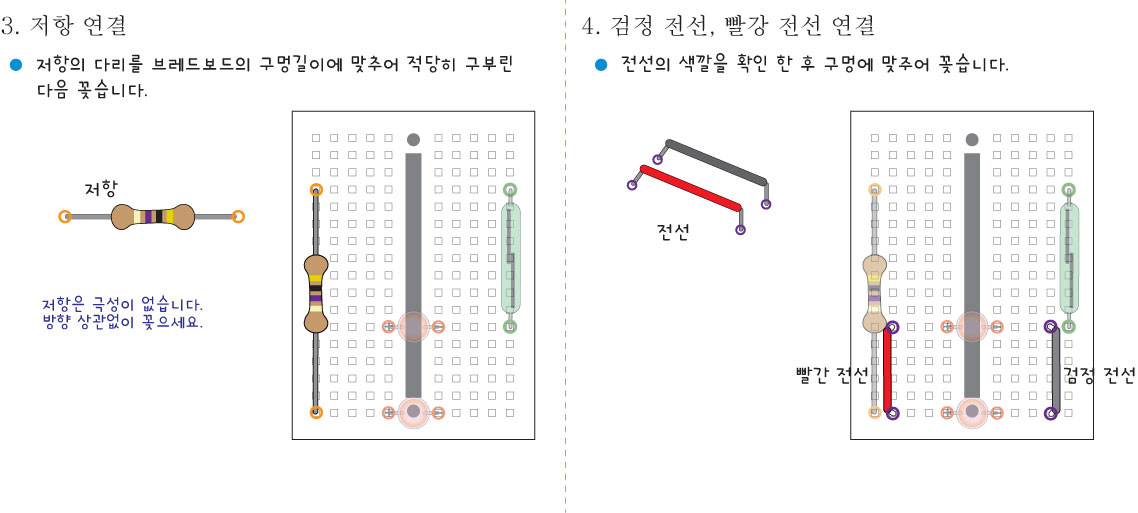 3. 저항 연결
저항의 다리를 브레드보드의 구멍길이에 맞추어 적당히 구부린
다음 꽂습니다.
저항
저항은 극성이 없습니다.
방향 상관없이 꽂으세요.
4. 검정 전선, 빨강 전선 연결
전선의 색깔을 확인 한 후 구멍에 맞추어 꽂습니다.
전선
빨간 전선
검정 전선